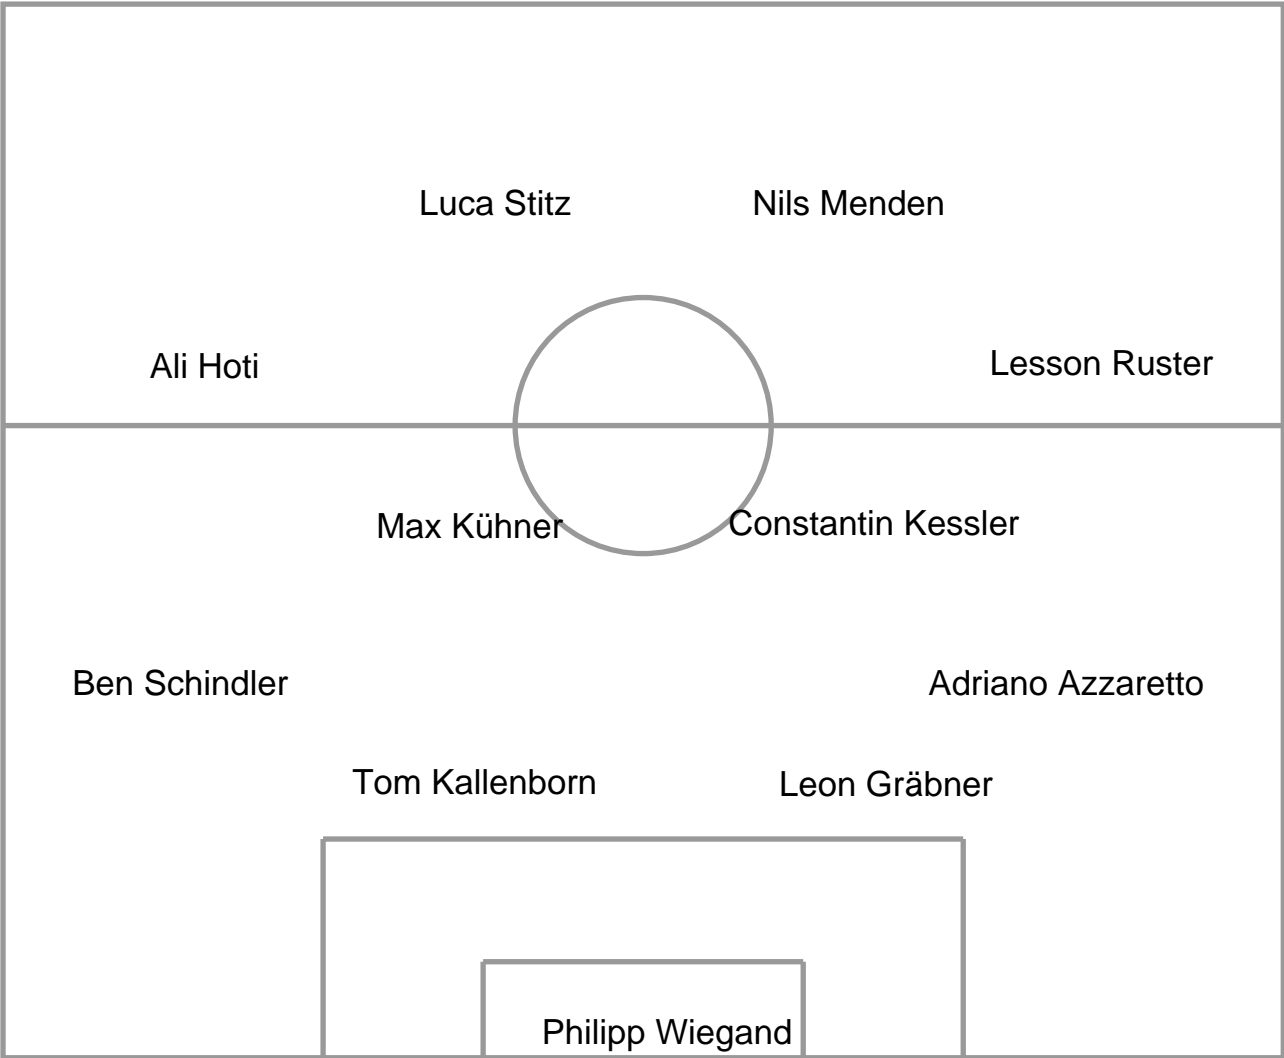 Luca Stitz
Nils Menden
Ali Hoti
Lesson Ruster
Max Kühner
Constantin Kessler
Ben Schindler
Adriano Azzaretto
Tom Kallenborn
Leon Gräbner
Philipp Wiegand